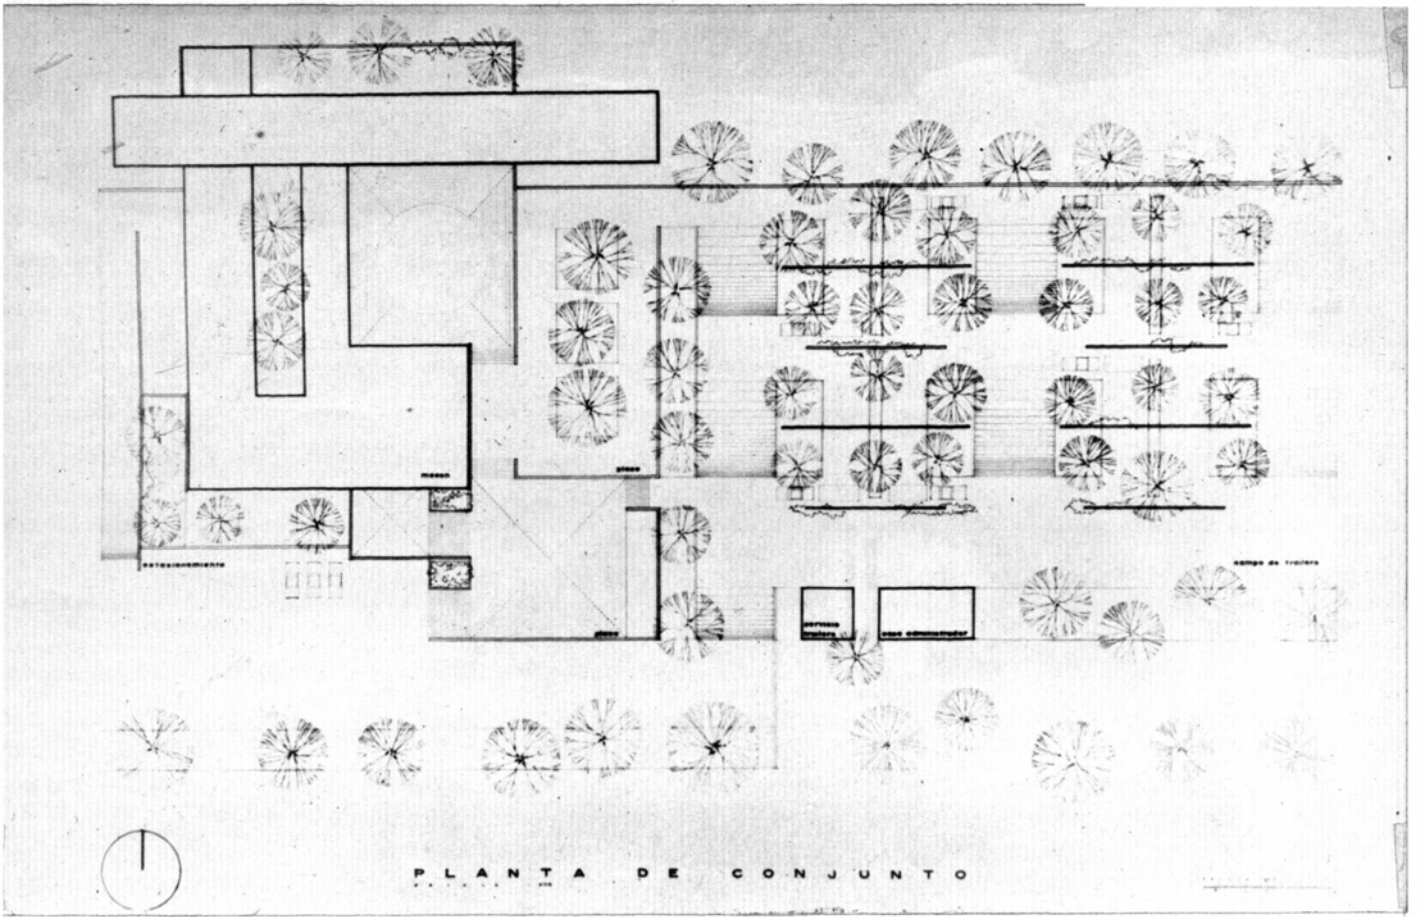 museo
plaza
estacionamiento
campo de trailers
servicio
trailers
casa administrador
plaza
PLANTA DE CONJUNTO